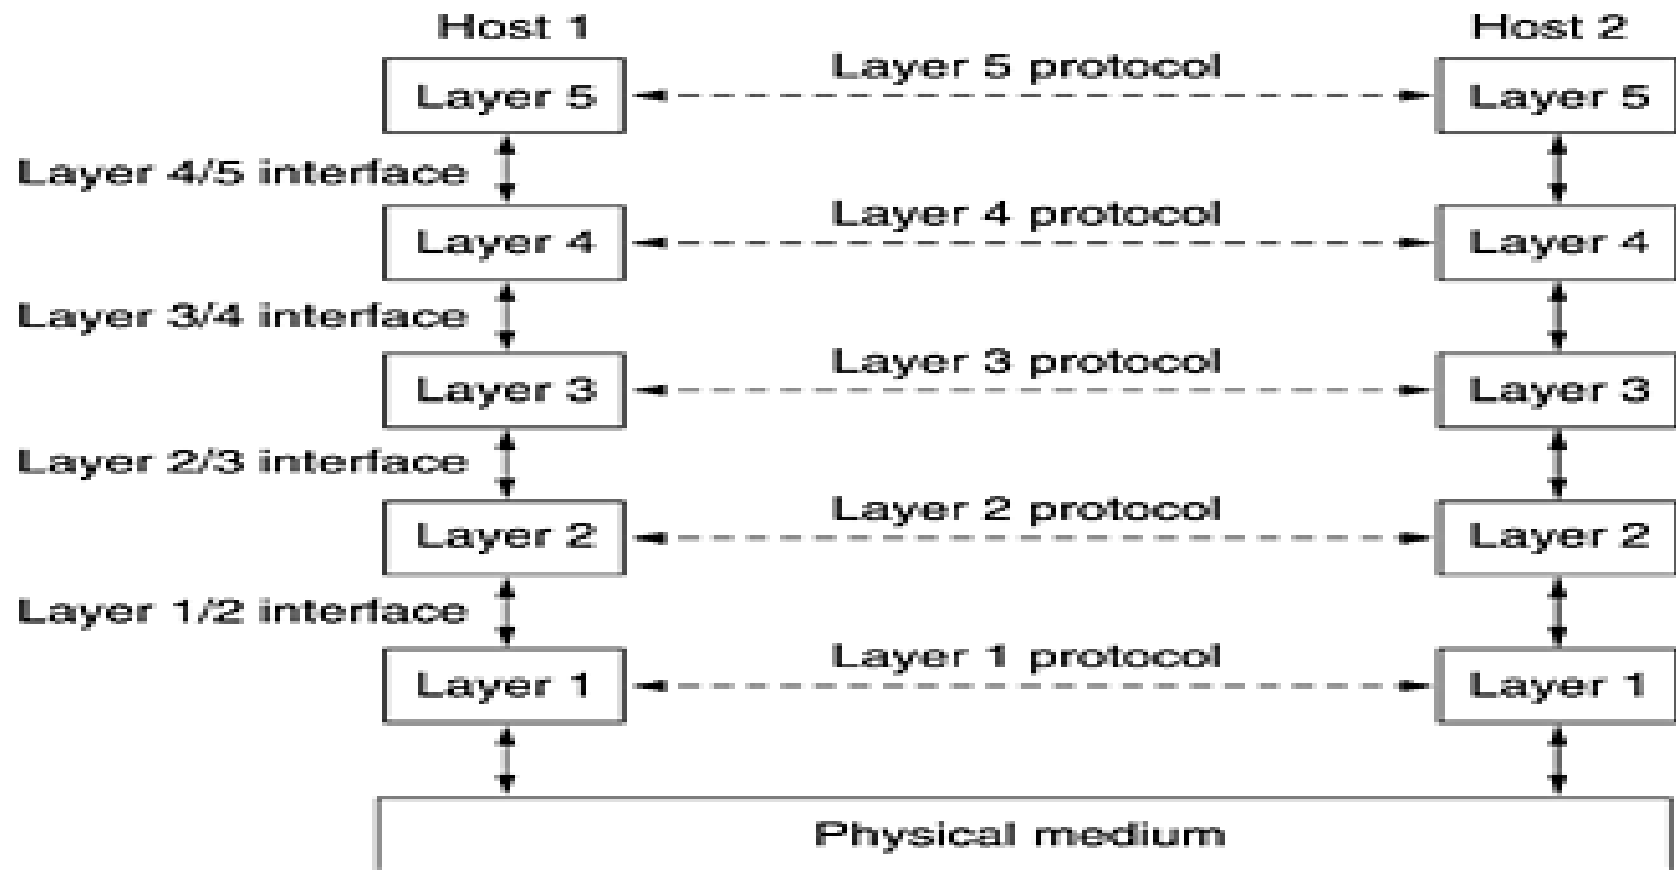 Host 1
Host 2
Layer 5 protocol
Layer 5
Layer 5
Layer 4/5 interface
Layer 4 protocol
Layer 4
Layer 4
Layer 3/4 interface
Layer 3 protocol
Layer 3
Layer 3
Layer 2/3 interface
Layer 2 protocol
Layer 2
Layer 2
Layer 1/2 interface
Layer 1 protocol
Layer 1
Layer 1
Physical medium